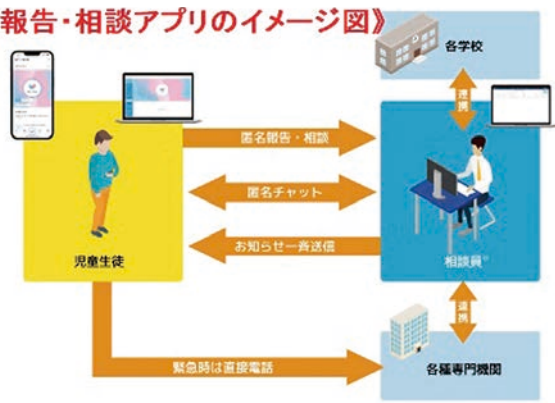 報告・相談アプリのイメージ図》
各学校
連携
匿名報告・相談
匿名チャット
お知らせ一斉送信
児童生徒
相談員
連携
緊急時は直接電話
各種専門機関